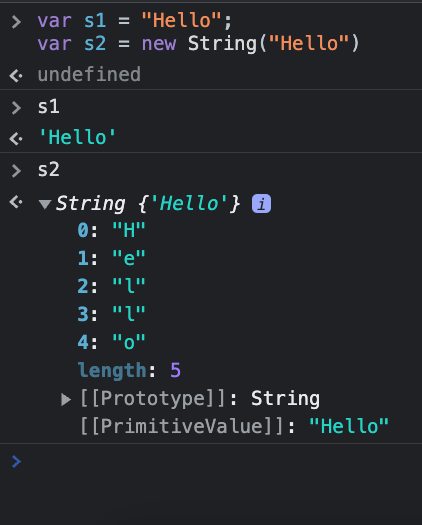 > var s1 = "Hello";
var s2 = new String("Hello")
undefined
> s1
'Hello'
> s2
String {'Hello'} i
0: "H"
1: "e"
2: "l"
3: "l"
4: "o"
length: 5
[[Prototype]]: String
[[PrimitiveValue]]: "Hello"
>